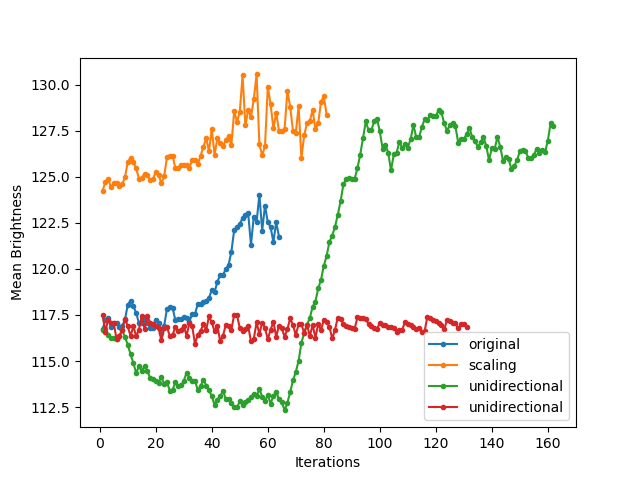 130.0
127.5
125.0
122.5
120.0
117.5
115.0
112.5
Mean Brightness
0 20 40 60 80 100 120 140 160
Iterations
original
scaling
unidirectional
unidirectional